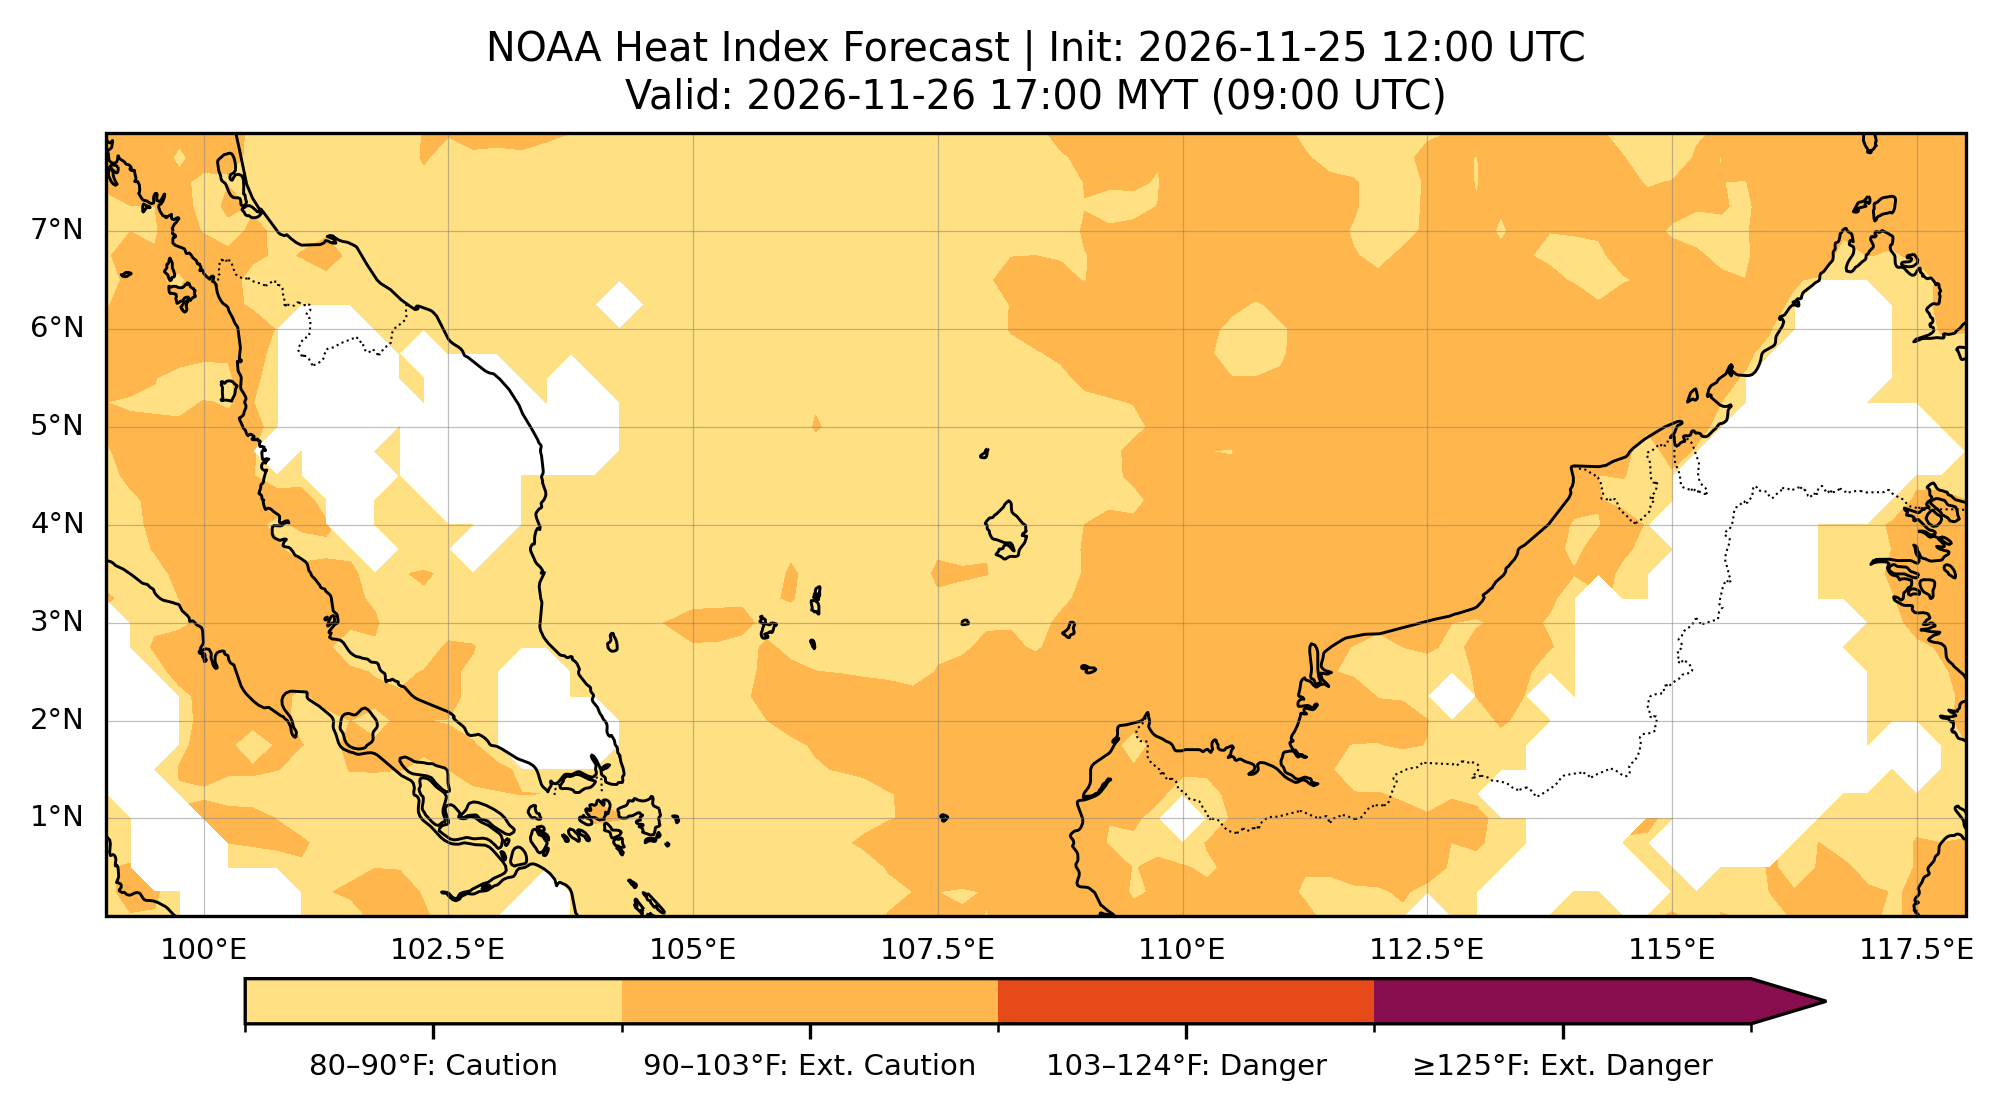 NOAA Heat Index Forecast | Init: 2026-11-25 12:00 UTC
Valid: 2026-11-26 17:00 MYT (09:00 UTC)
7°N
6°N
5°N
4°N
3°N
2°N
1°N
100°E 102.5°E 105°E 107.5°E 110°E 112.5°E 115°E 117.5°E
80–90°F: Caution 90–103°F: Ext. Caution 103–124°F: Danger ≥125°F: Ext. Danger